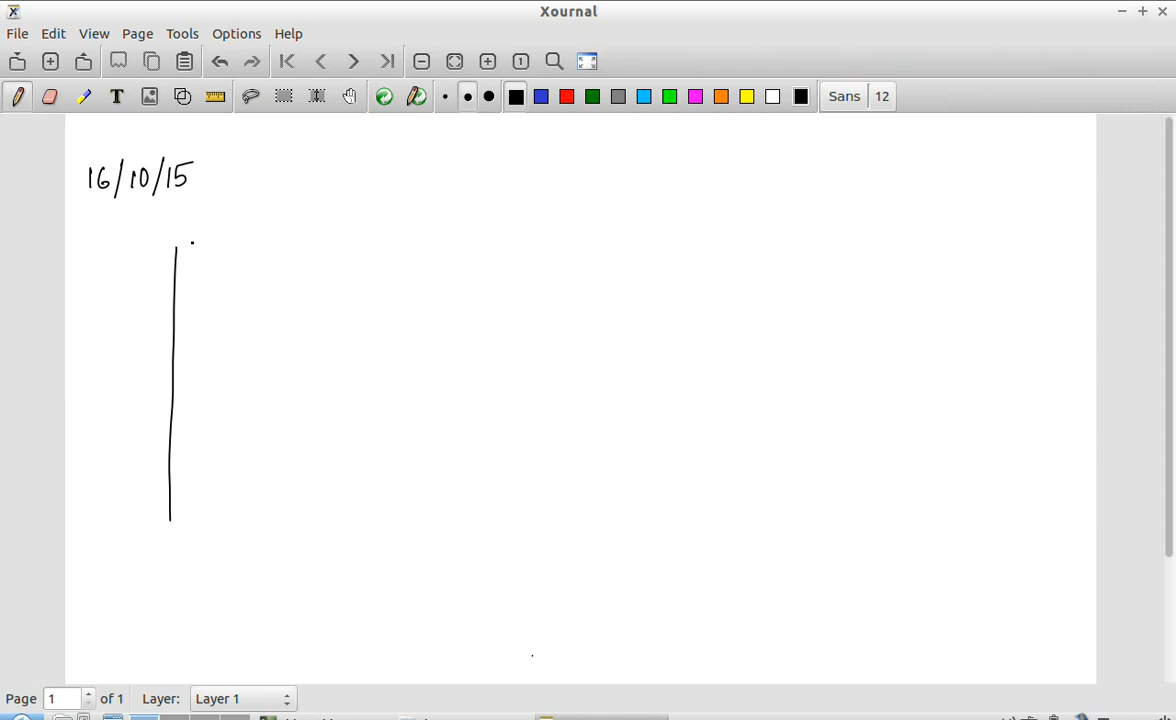 Xournal
File Edit View Page Tools Options Help
Sans 12
16/10/15
Page 1 of 1 Layer: Layer 1